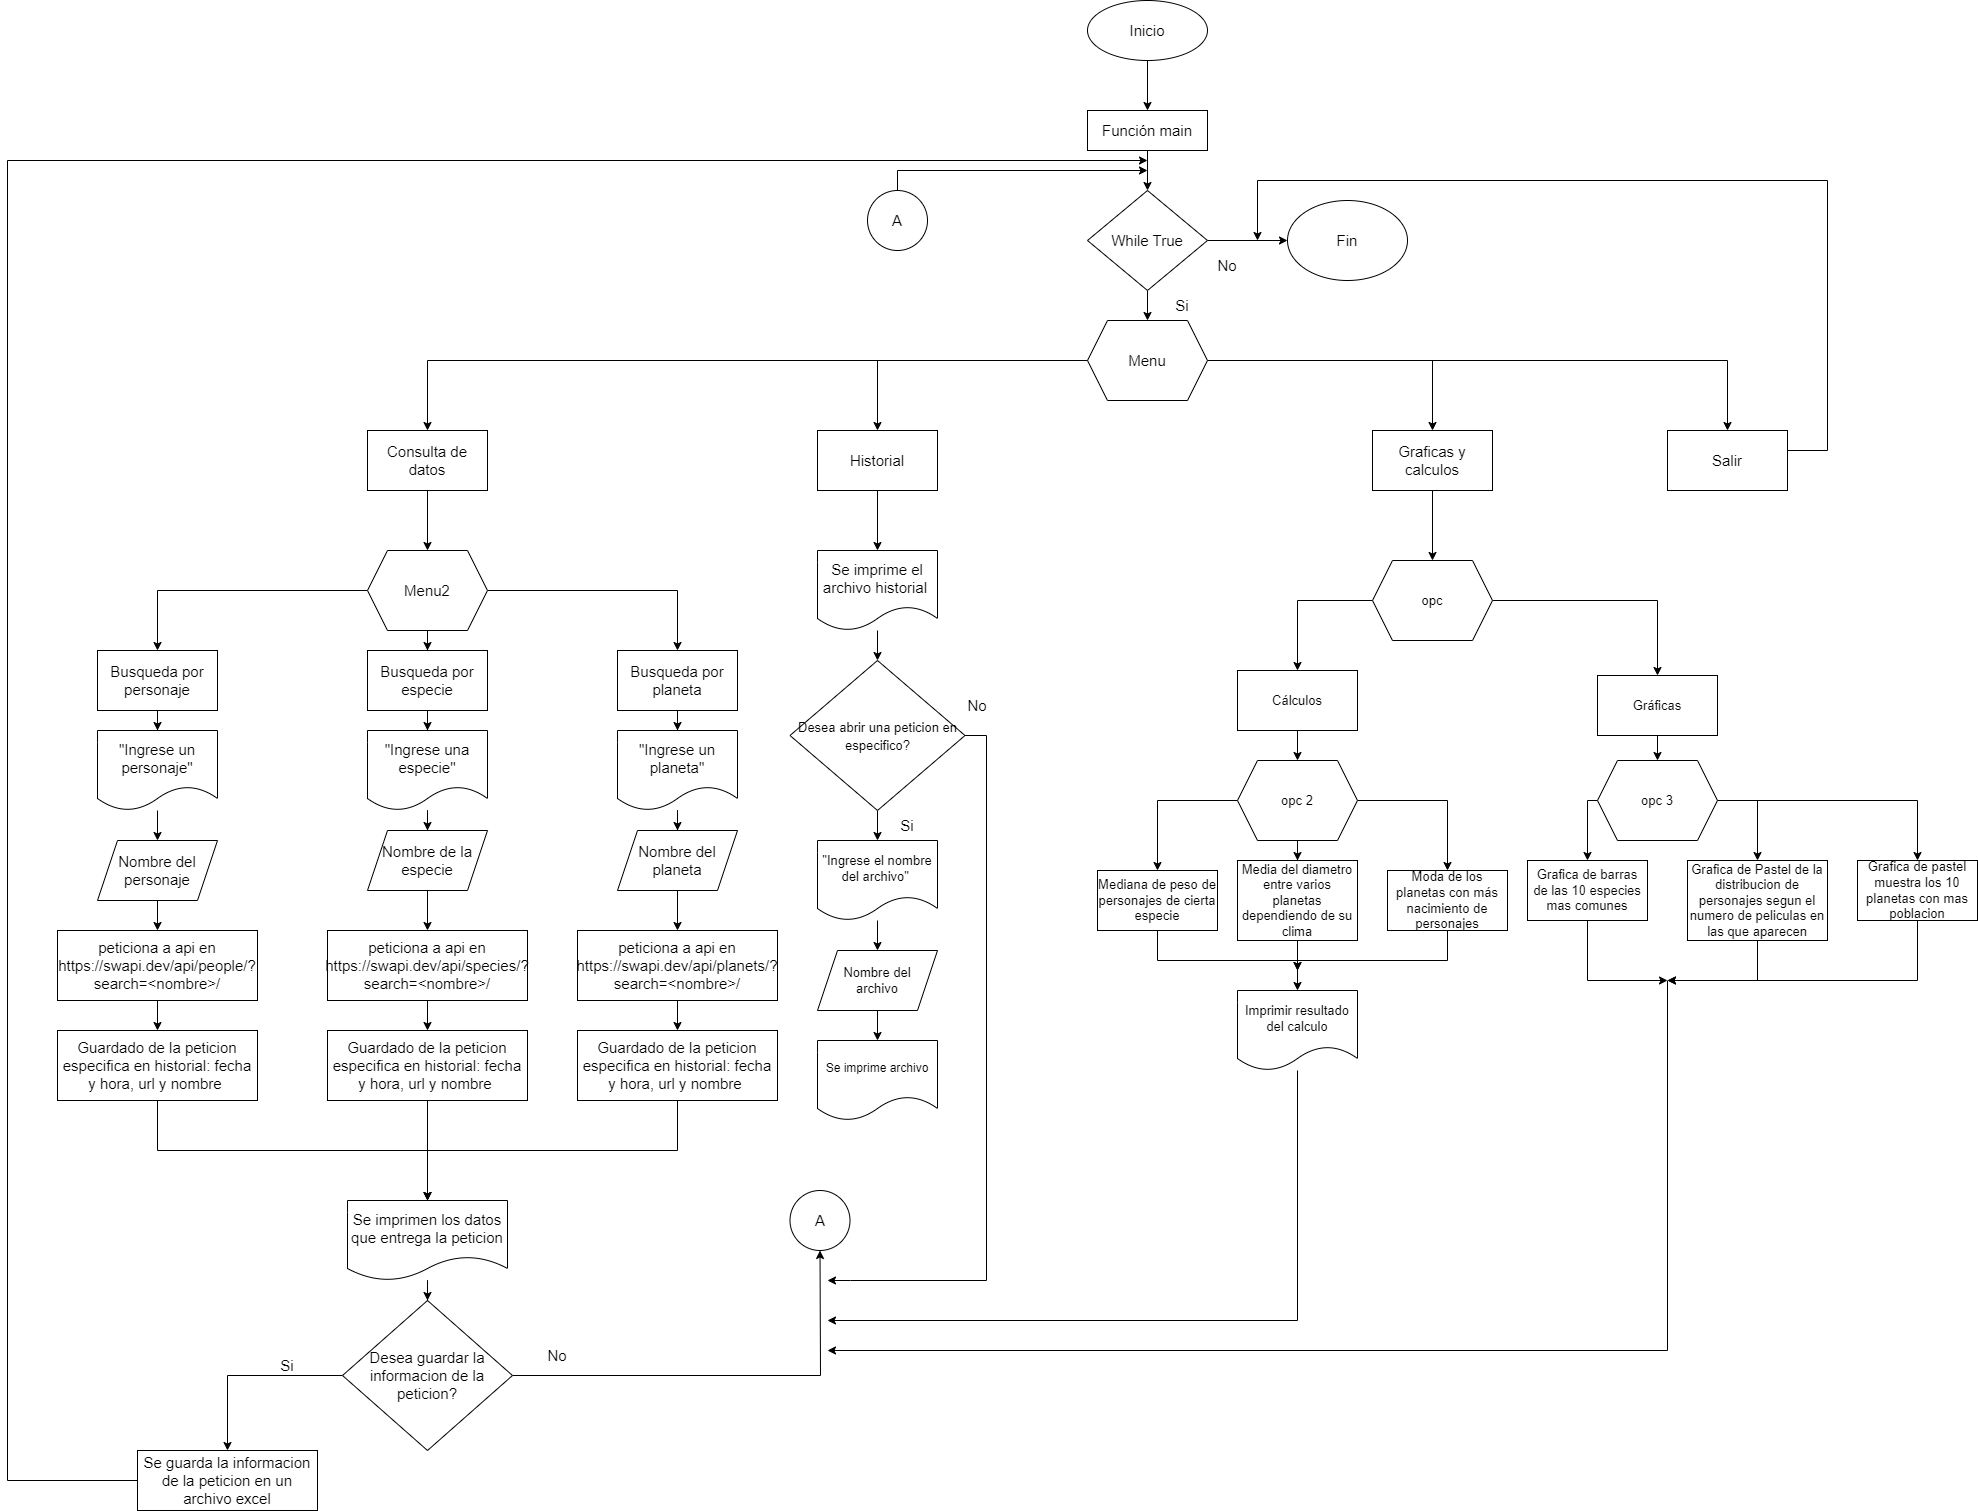 Inicio
Función main
A
While True
Fin
No
Si
Menu
Consulta de
datos
Historial
Graficas y
calculos
Salir
Menu2
Se imprime el
archivo historial
opc
Busqueda por
personaje
Busqueda por
especie
Busqueda por
planeta
Cálculos
Gráficas
No
"Ingrese un
personaje"
"Ingrese una
especie"
"Ingrese un
planeta"
Desea abrir una peticion en
especifico?
opc 2
opc 3
Si
Nombre del
personaje
Nombre de la
especie
Nombre del
planeta
"Ingrese el nombre
del archivo"
Mediana de peso de
personajes de cierta
especie
Media del diametro
entre varios
planetas
dependiendo de su
clima
Moda de los
planetas con más
nacimiento de
personajes
Grafica de barras
de las 10 especies
mas comunes
Grafica de Pastel de la
distribucion de
personajes segun el
numero de peliculas en
las que aparecen
Grafica de pastel
muestra los 10
planetas con mas
poblacion
peticiona a api en
https://swapi.dev/api/people/?
search=<nombre>/
peticiona a api en
https://swapi.dev/api/species/?
search=<nombre>/
peticiona a api en
https://swapi.dev/api/planets/?
search=<nombre>/
Nombre del
archivo
Imprimir resultado
del calculo
Guardado de la peticion
especifica en historial: fecha
y hora, url y nombre
Guardado de la peticion
especifica en historial: fecha
y hora, url y nombre
Guardado de la peticion
especifica en historial: fecha
y hora, url y nombre
Se imprime archivo
Se imprimen los datos
que entrega la peticion
A
Si
Desea guardar la
informacion de la
peticion?
No
Se guarda la informacion
de la peticion en un
archivo excel